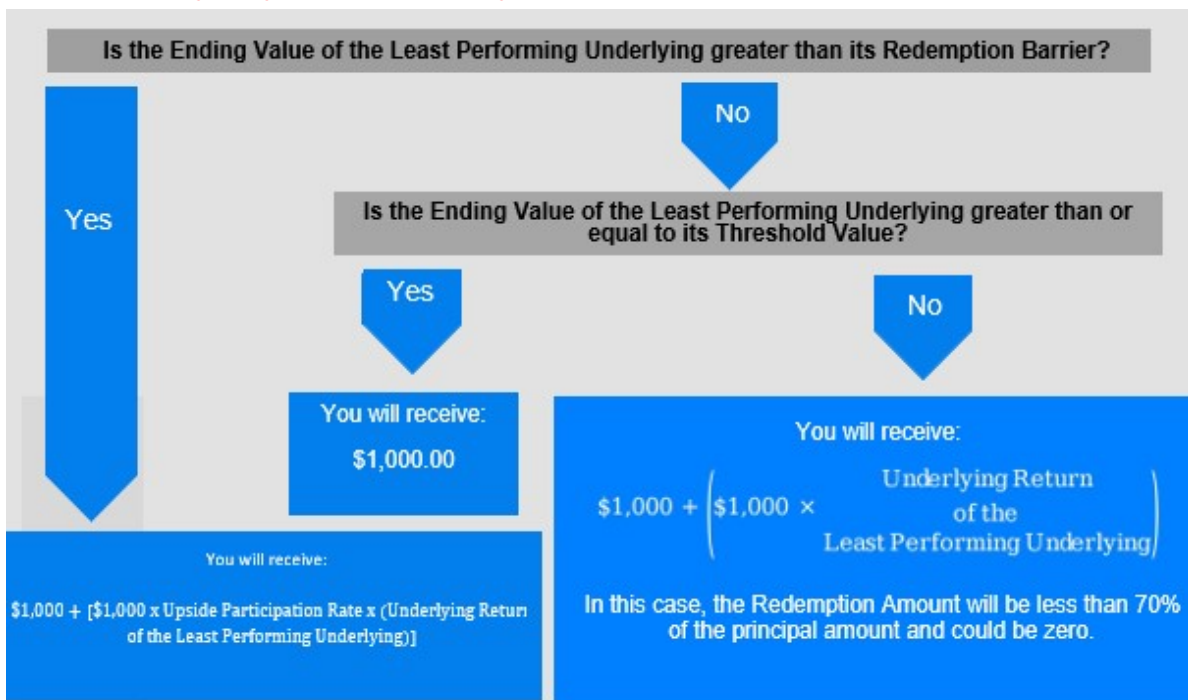 Is the Ending Value of the Least Performing Underlying greater than its Redemption Barrier?
Yes
No
Is the Ending Value of the Least Performing Underlying greater than or
equal to its Threshold Value?
Yes
No
You will receive:
$1,000.00
You will receive:
$1,000 + ($1,000 × Underlying Return
of the
Least Performing Underlying)
In this case, the Redemption Amount will be less than 70%
of the principal amount and could be zero.
You will receive:
$1,000 + [$1,000 x Upside Participation Rate x (Underlying Return
of the Least Performing Underlying)]